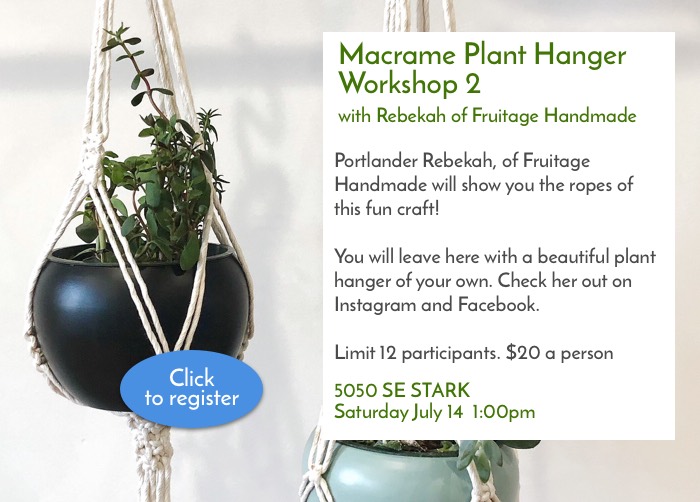 Macrame Plant Hanger
Workshop 2
with Rebekah of Fruitage Handmade
Portlander Rebekah, of Fruitage
Handmade will show you the ropes of
this fun craft!
You will leave here with a beautiful plant
hanger of your own. Check her out on
Instagram and Facebook.
Limit 12 participants. $20 a person
5050 SE STARK
Saturday July 14 1:00pm
Click
to register